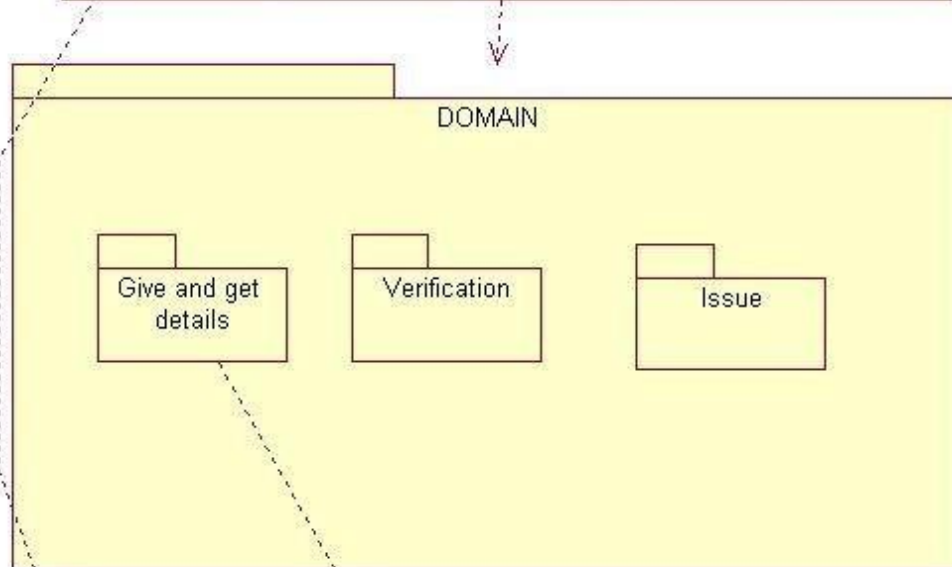 DOMAIN
Give and get
details
Verification
Issue